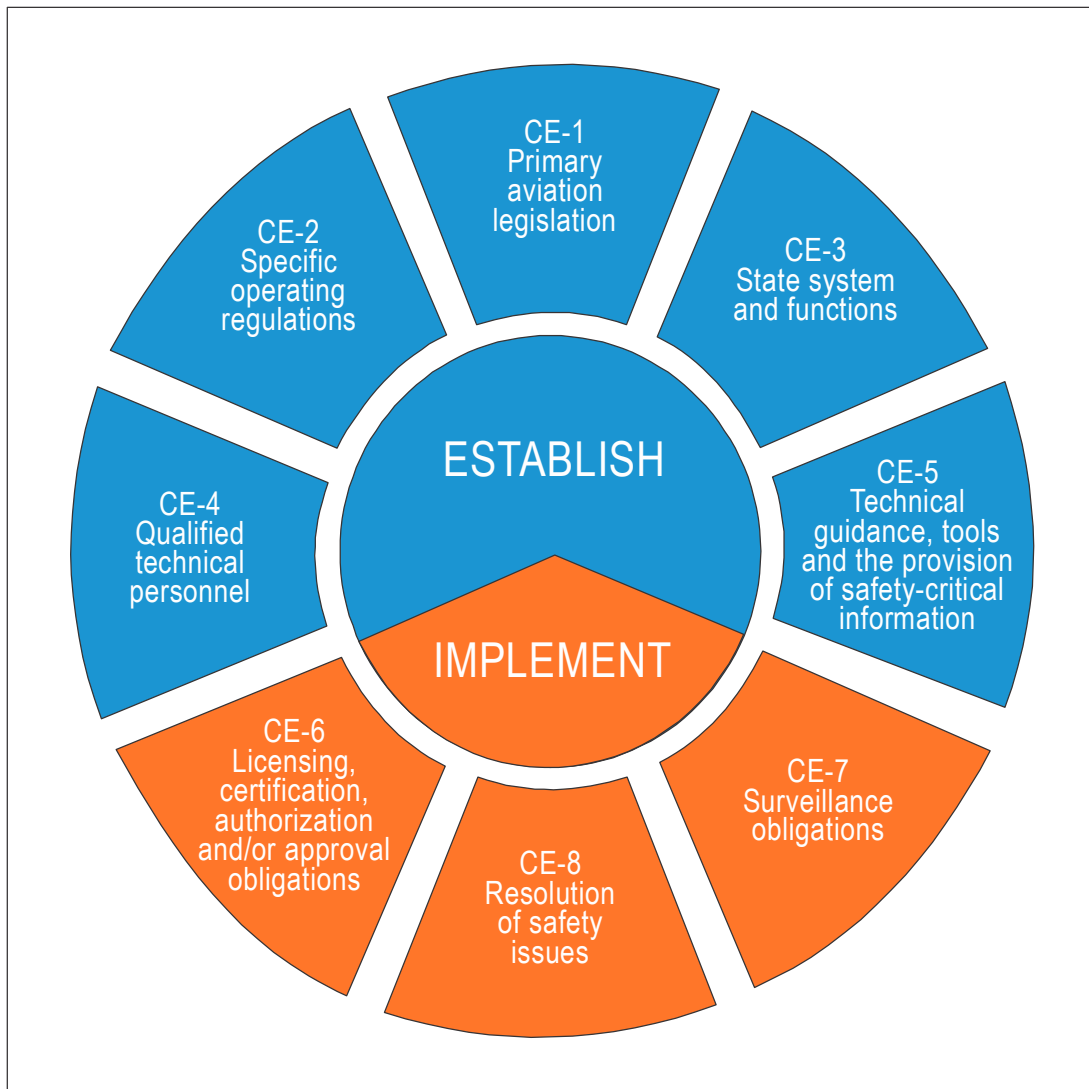 CE-1
Primary
aviation
legislation
CE-2
Specific
operating
regulations
CE-3
State system
and functions
ESTABLISH
CE-4
Qualified
technical
personnel
CE-5
Technical
guidance, tools
and the provision
of safety-critical
information
IMPLEMENT
CE-6
Licensing,
certification,
authorization
and/or approval
obligations
CE-7
Surveillance
obligations
CE-8
Resolution
of safety
issues